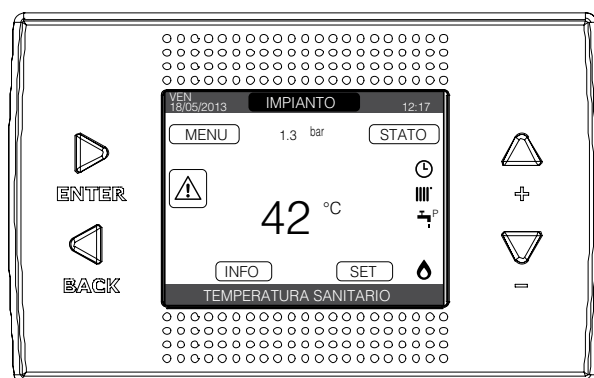 VEN
18/05/2013 IMPIANTO 12:17
MENU 1.3 bar STATO
ENTER
+
42 °C
P
INFO SET
BACK
–
TEMPERATURA SANITARIO